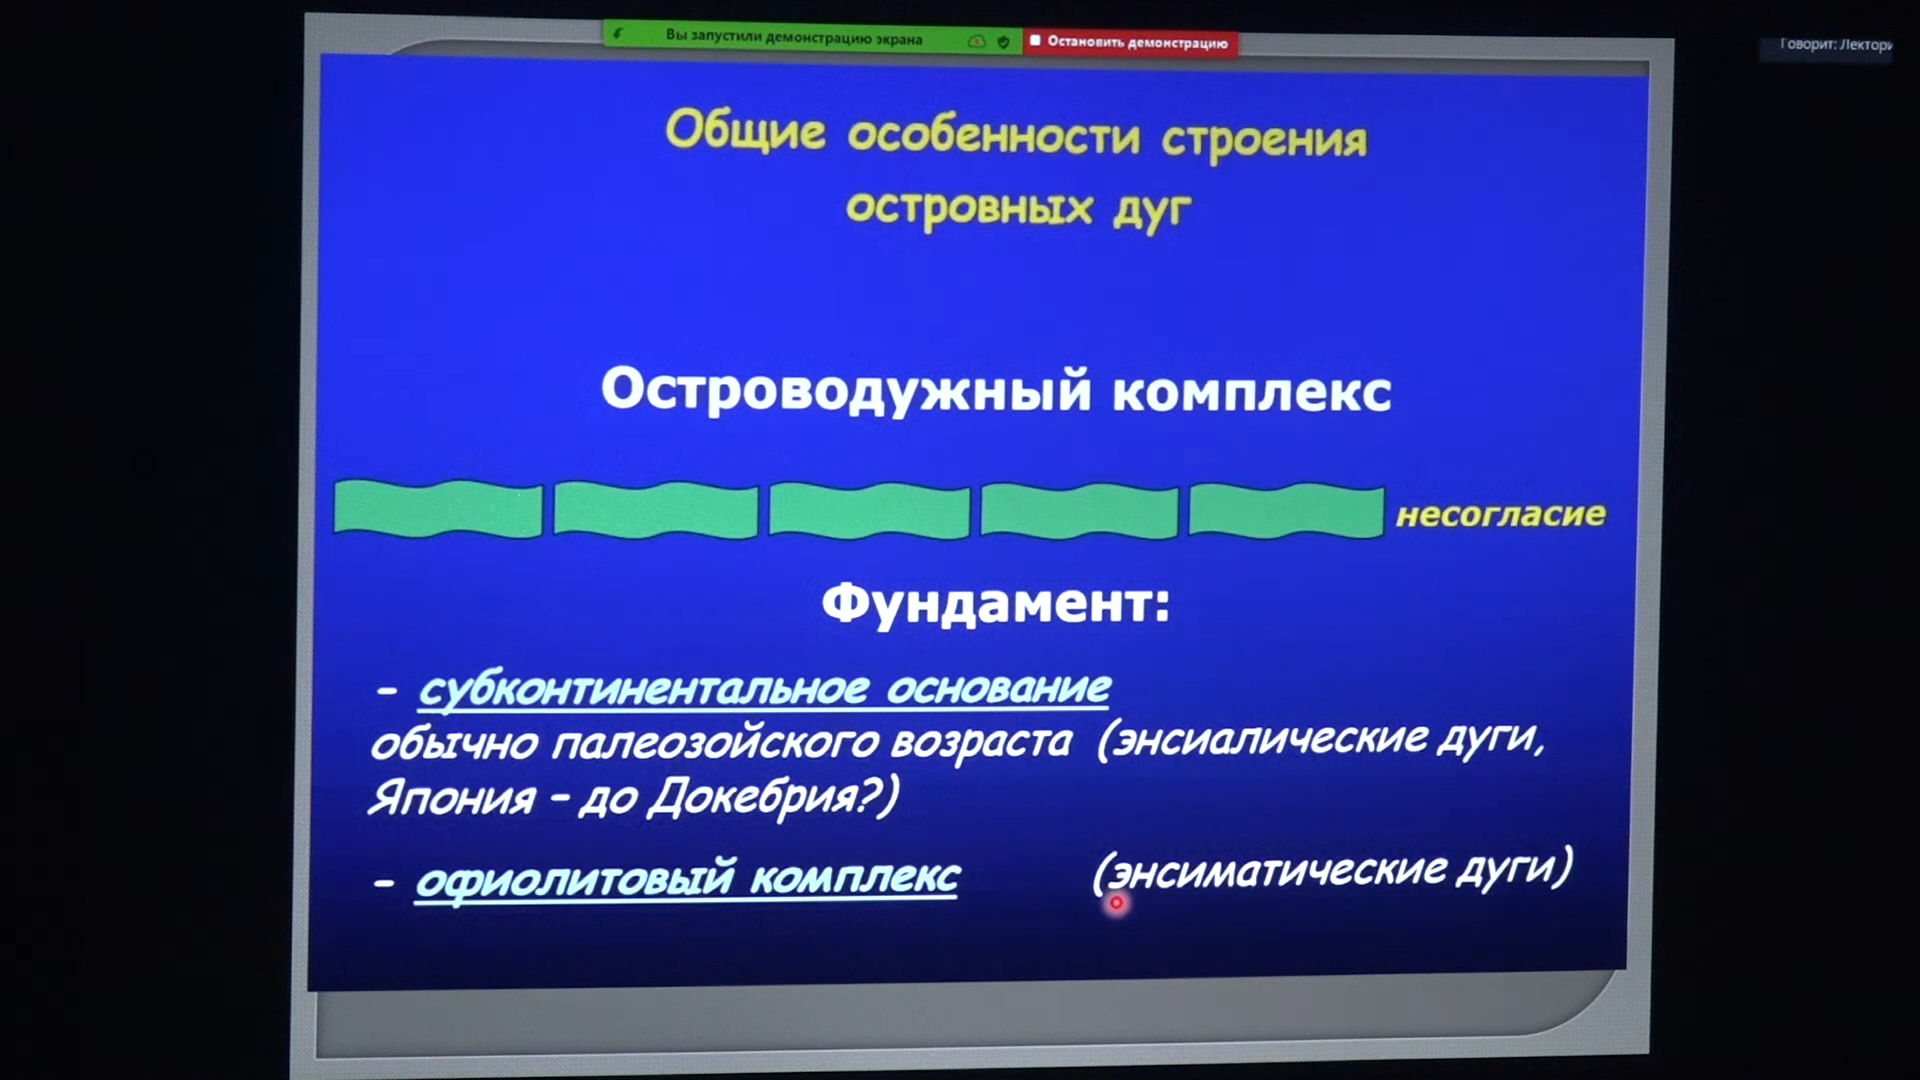 Вы запустили демонстрацию экрана
Остановить демонстрацию
Говорит: Лектори
Общие особенности строения
островных дуг
Островодужный комплекс
несогласие
Фундамент:
- субконтинентальное основание
обычно палеозойского возраста (энсиалические дуги,
Япония – до Докебрия?)
- офиолитовый комплекс (энсиматические дуги)